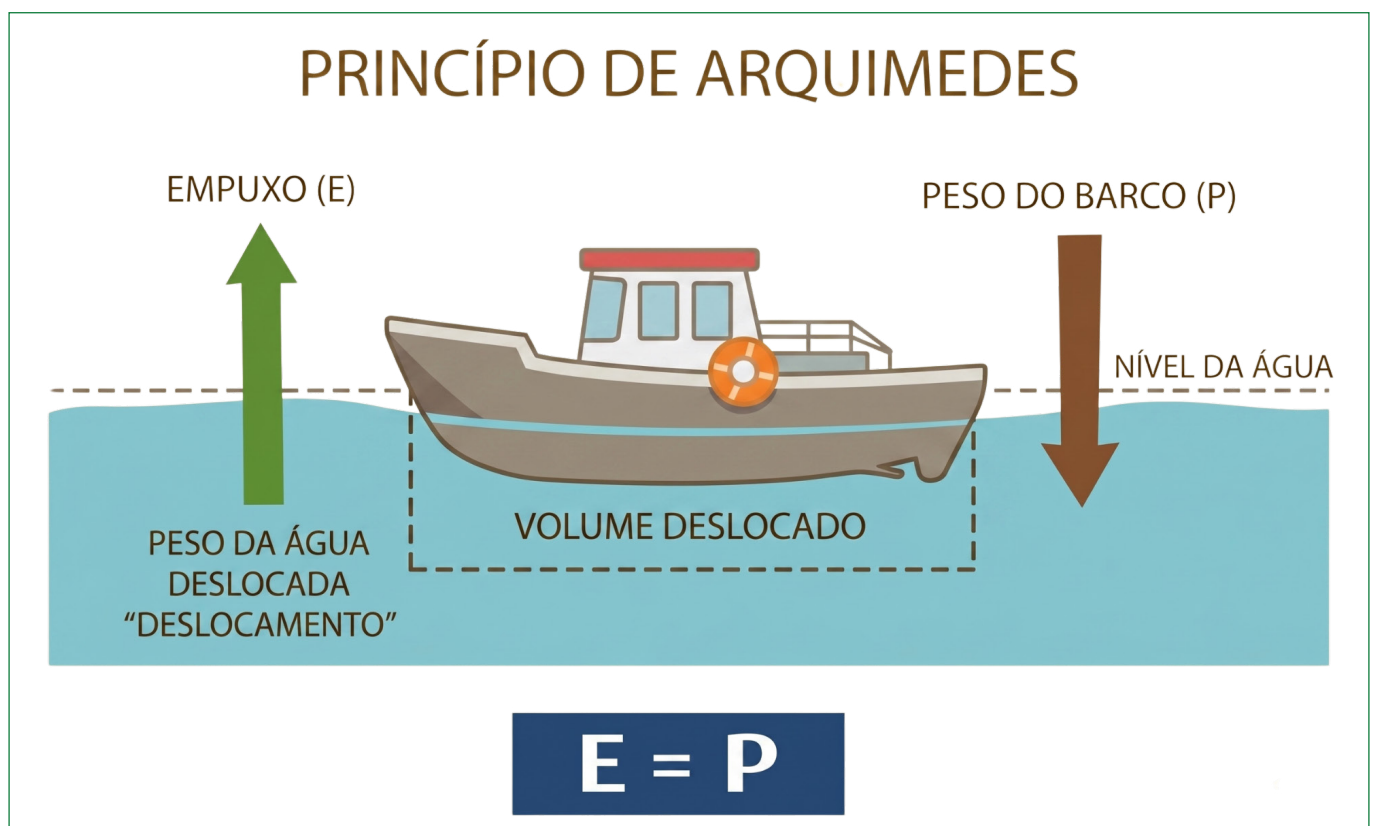 PRINCÍPIO DE ARQUIMEDES
EMPUXO (E)
PESO DO BARCO (P)
NÍVEL DA ÁGUA
VOLUME DESLOCADO
PESO DA ÁGUA
DESLOCADA
“DESLOCAMENTO”
E = P